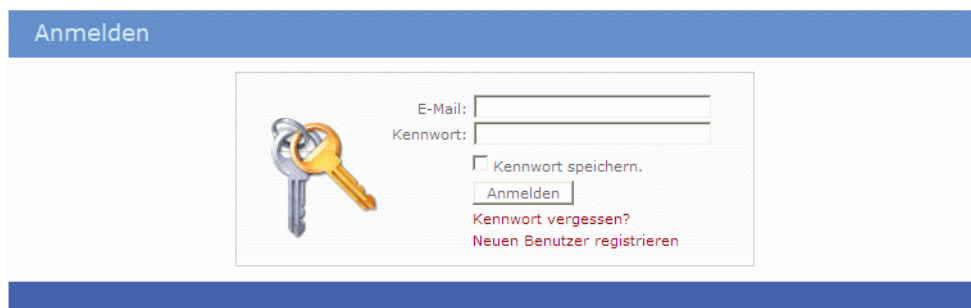 Anmelden
E-Mail:
Kennwort:
Kennwort speichern.
Anmelden
Kennwort vergessen?
Neuen Benutzer registrieren